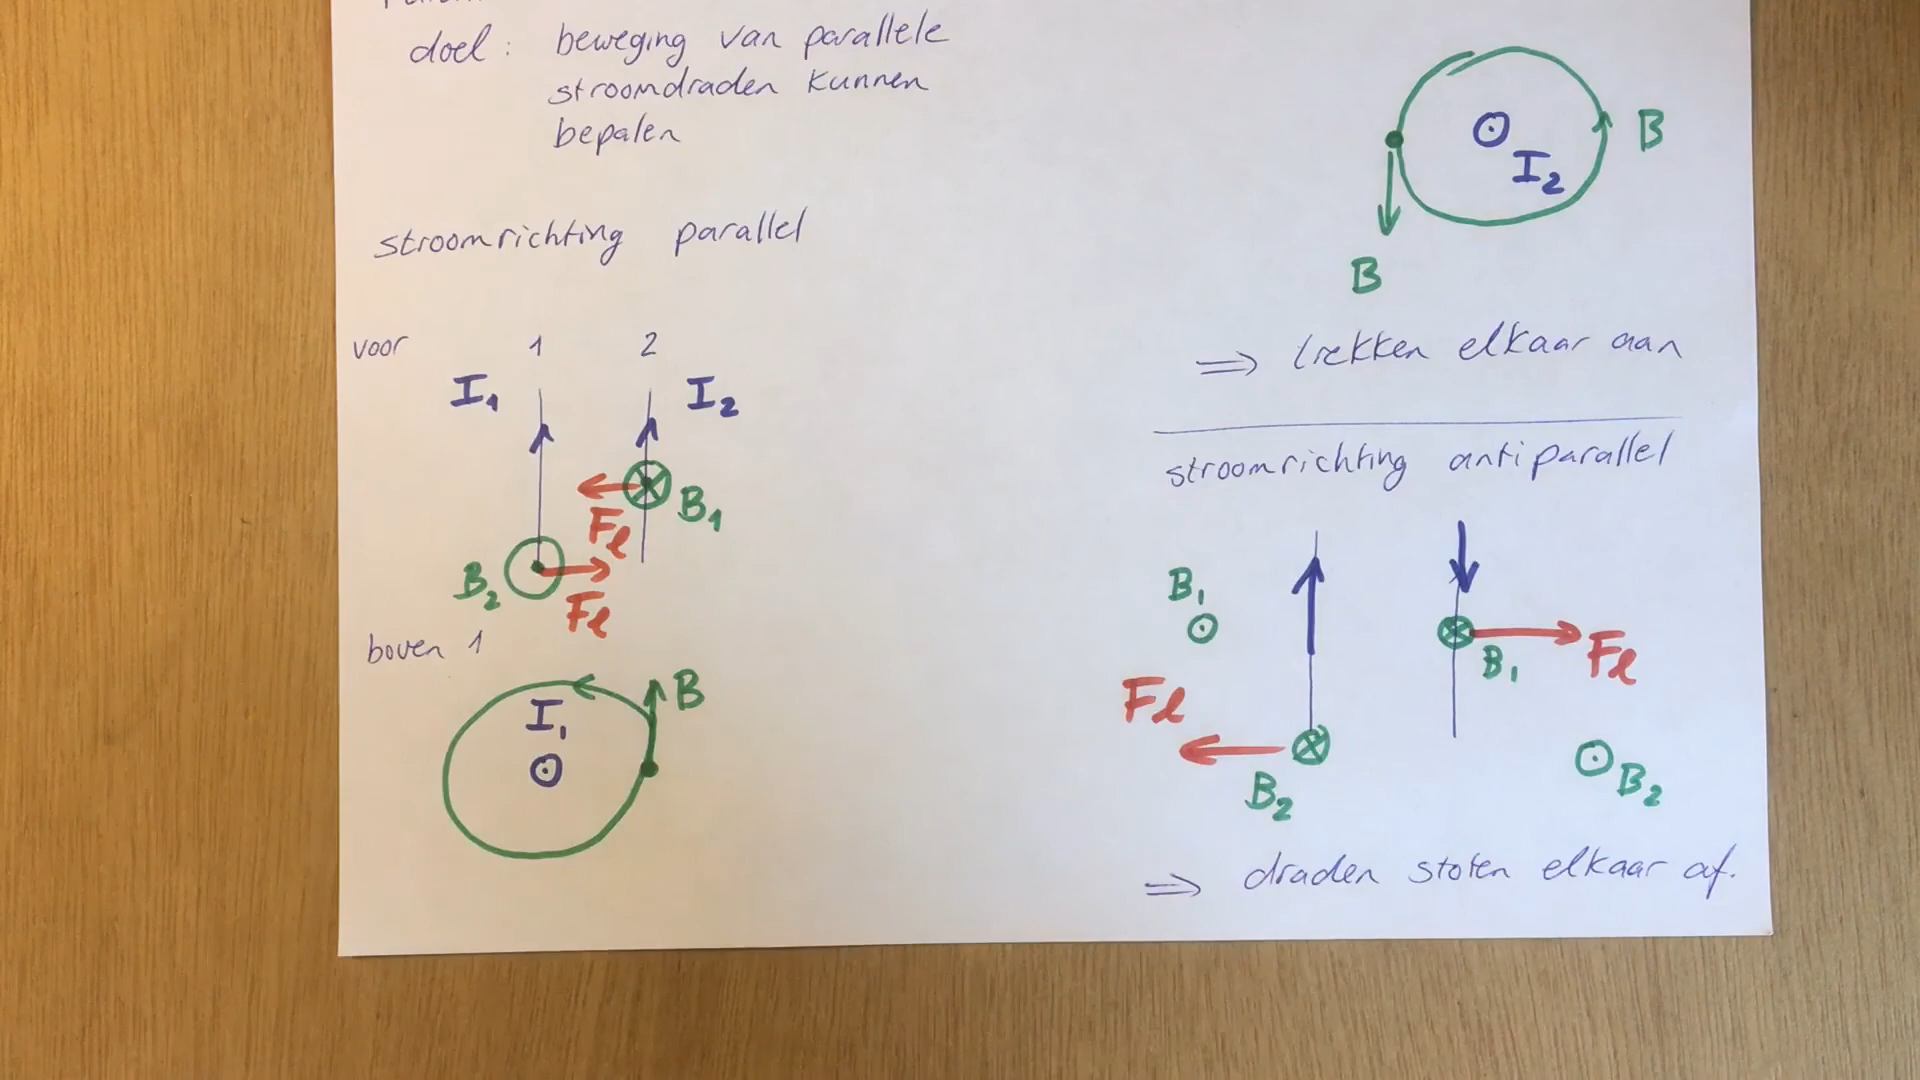 doel: beweging van parallele
stroomdraden kunnen
bepalen
stroomrichting parallel
voor 1 2
I₁ I₂
B₁
Fl
B₂
Fl
boven 1
I₁
B
I₂
B
B
⇒ trekken elkaar aan
stroomrichting antiparallel
B₁
B₁
Fl
Fl
B₂
B₂
⇒ draden stoten elkaar af.